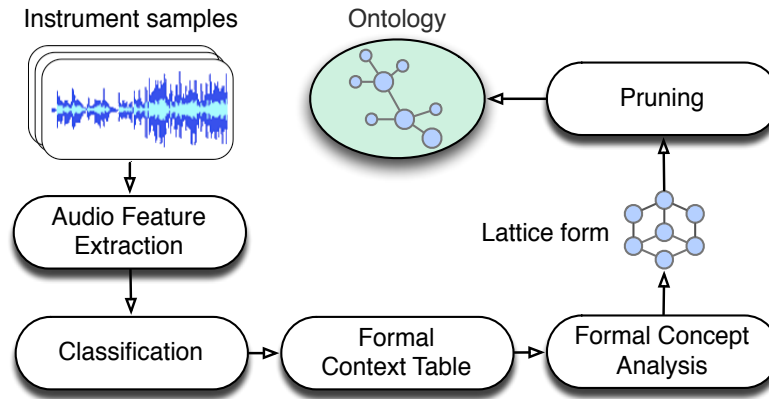 Instrument samples
Ontology
Pruning
Audio Feature
Extraction
Lattice form
Classification
Formal
Context Table
Formal Concept
Analysis